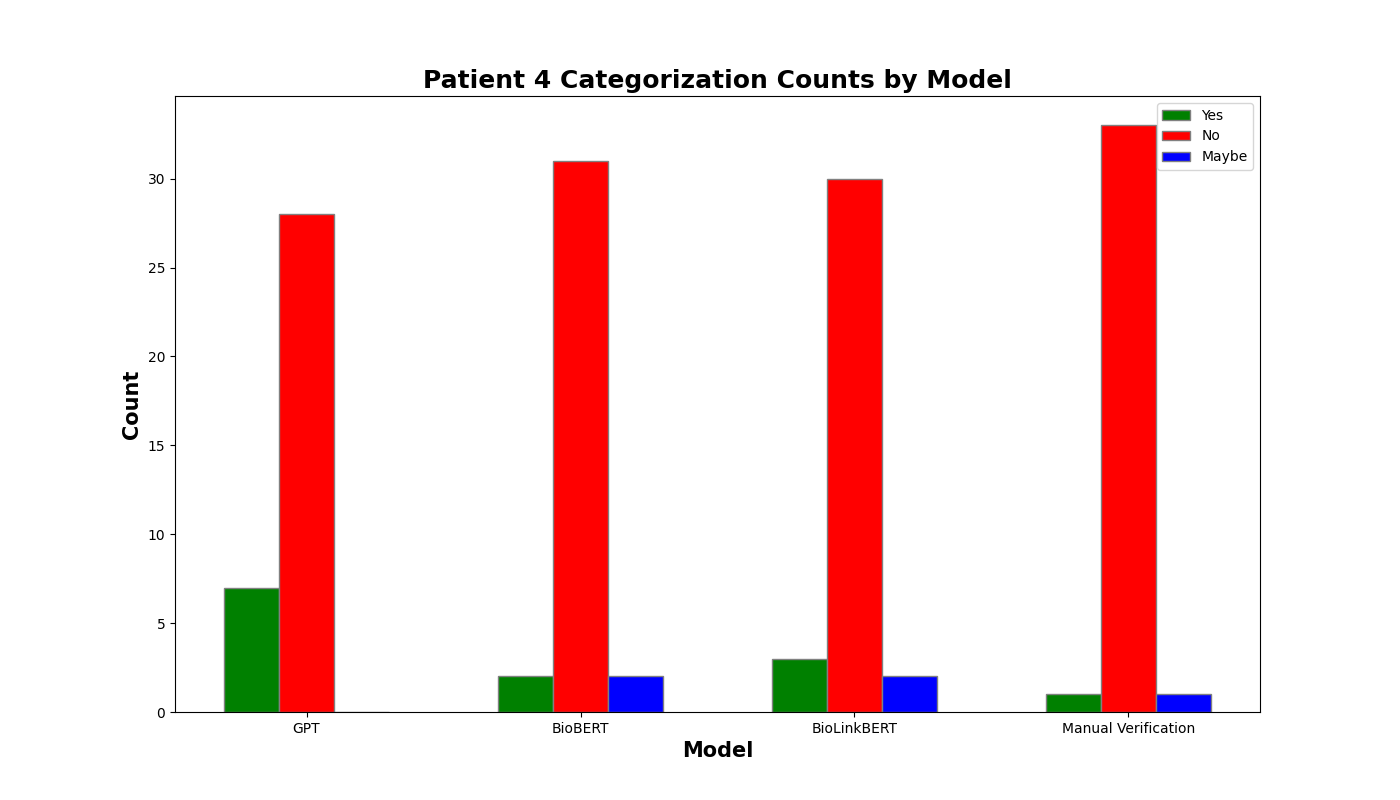 Patient 4 Categorization Counts by Model
Yes
No
Maybe
30
25
20
15
10
5
0
Count
GPT
BioBERT
BioLinkBERT
Manual Verification
Model